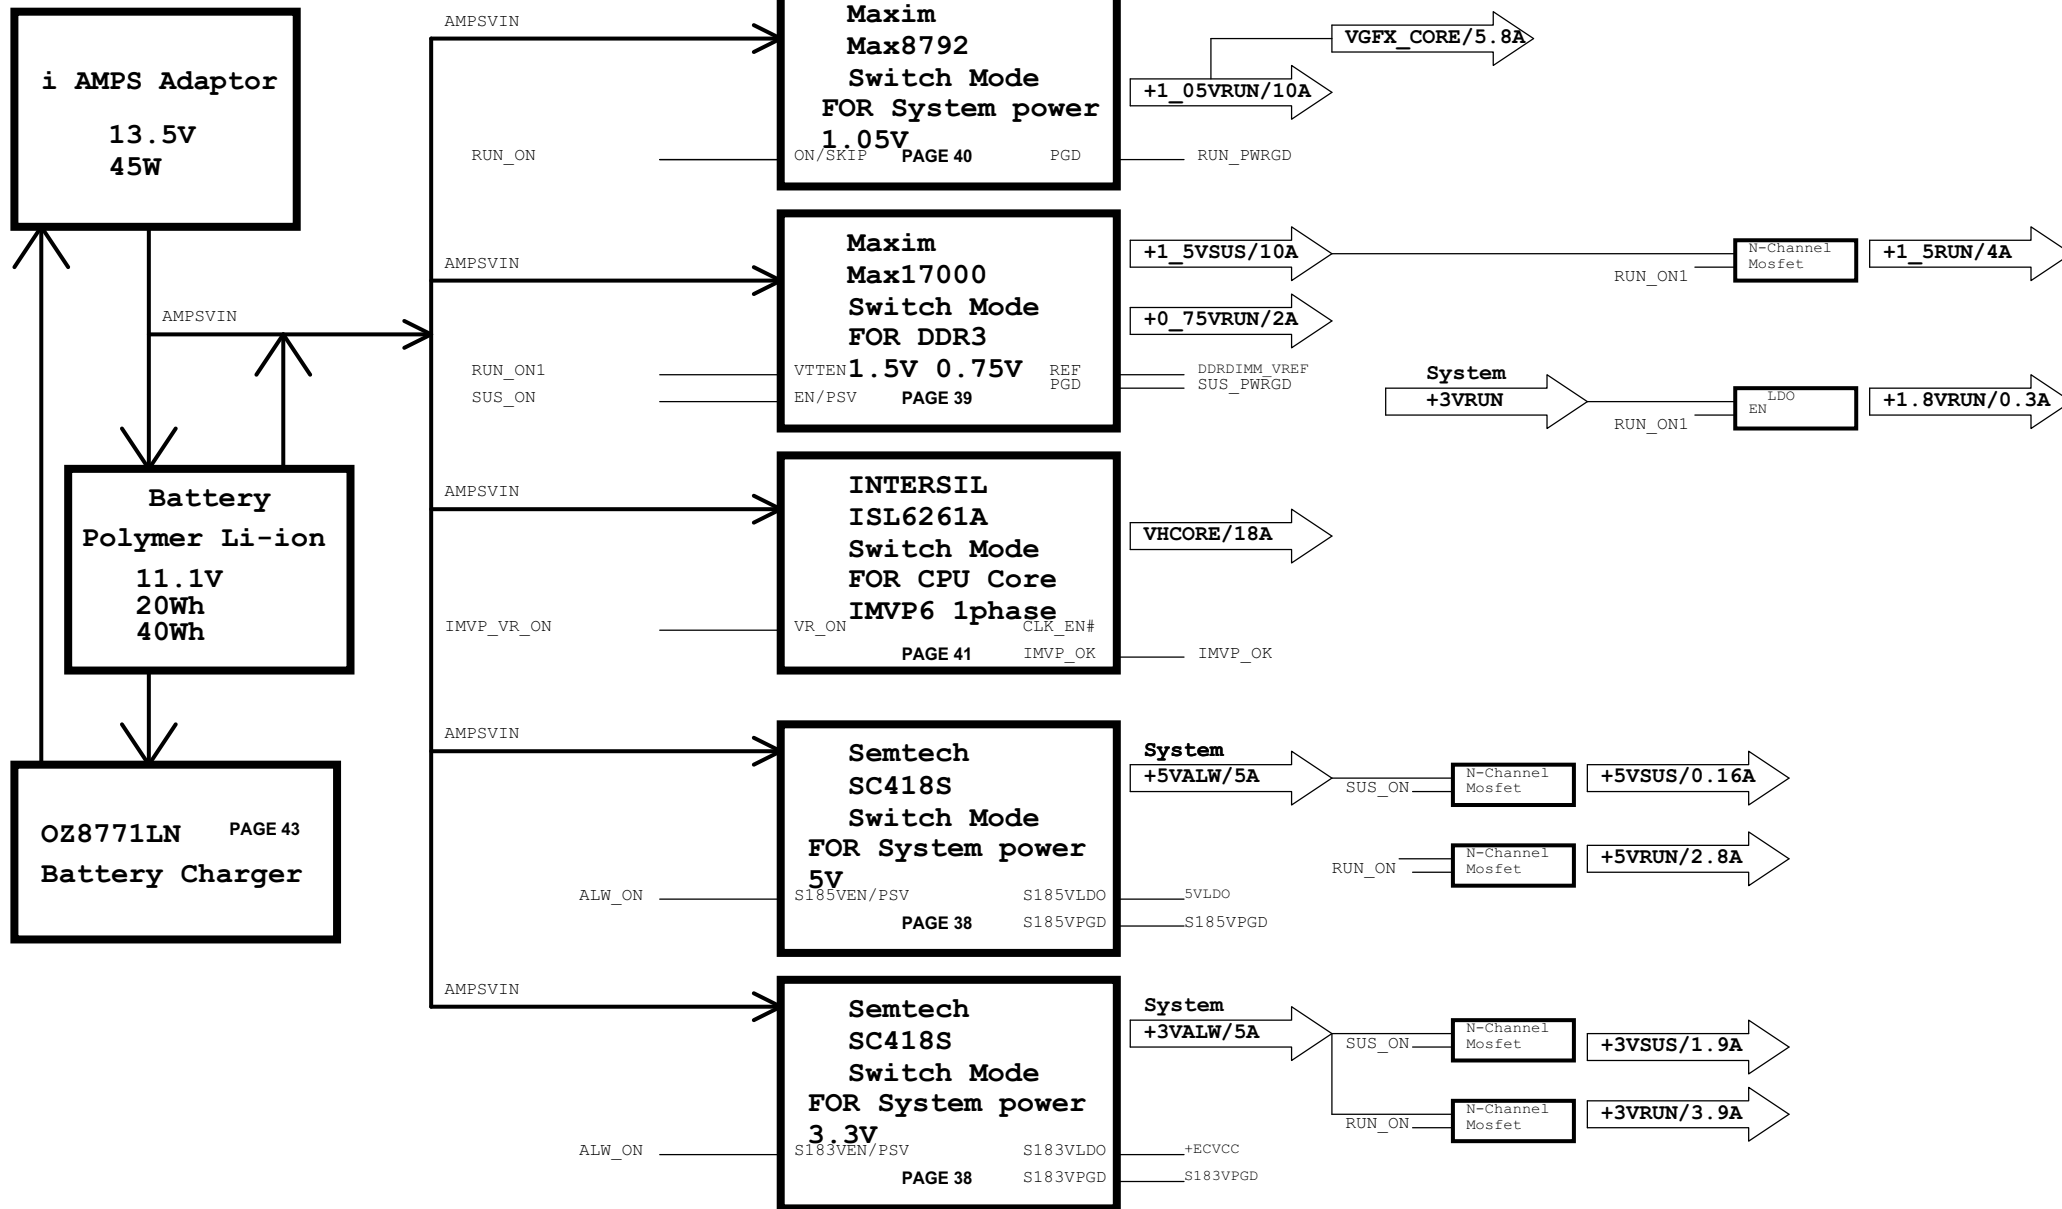 i AMPS Adaptor
13.5V
45W
AMPSVIN
Battery
Polymer Li-ion
11.1V
20Wh
40Wh
OZ8771LN PAGE 43
Battery Charger
AMPSVIN
Maxim
Max8792
Switch Mode
FOR System power
1.05V
RUN_ON
ON/SKIP PAGE 40 PGD
RUN_PWRGD
+1_05VRUN/10A
VGFX_CORE/5.8A
AMPSVIN
Maxim
Max17000
Switch Mode
FOR DDR3
1.5V 0.75V
RUN_ON1
SUS_ON
VTTEN
EN/PSV
REF
PGD
PAGE 39
DDRDIMM_VREF
SUS_PWRGD
+1_5VSUS/10A
+0_75VRUN/2A
RUN_ON1
N-Channel
Mosfet
+1_5RUN/4A
System
+3VRUN
RUN_ON1
LDO
EN
+1.8VRUN/0.3A
AMPSVIN
INTERSIL
ISL6261A
Switch Mode
FOR CPU Core
IMVP6 1phase
IMVP_VR_ON
VR_ON
CLK_EN#
PAGE 41
IMVP_OK
IMVP_OK
VHCORE/18A
AMPSVIN
Semtech
SC418S
Switch Mode
FOR System power
5V
ALW_ON
S185VEN/PSV
S185VLDO
5VLDO
PAGE 38
S185VPGD
S185VPGD
System
+5VALW/5A
SUS_ON
N-Channel
Mosfet
+5VSUS/0.16A
RUN_ON
N-Channel
Mosfet
+5VRUN/2.8A
AMPSVIN
Semtech
SC418S
Switch Mode
FOR System power
3.3V
ALW_ON
S183VEN/PSV
S183VLDO
+ECVCC
PAGE 38
S183VPGD
S183VPGD
System
+3VALW/5A
SUS_ON
N-Channel
Mosfet
+3VSUS/1.9A
RUN_ON
N-Channel
Mosfet
+3VRUN/3.9A